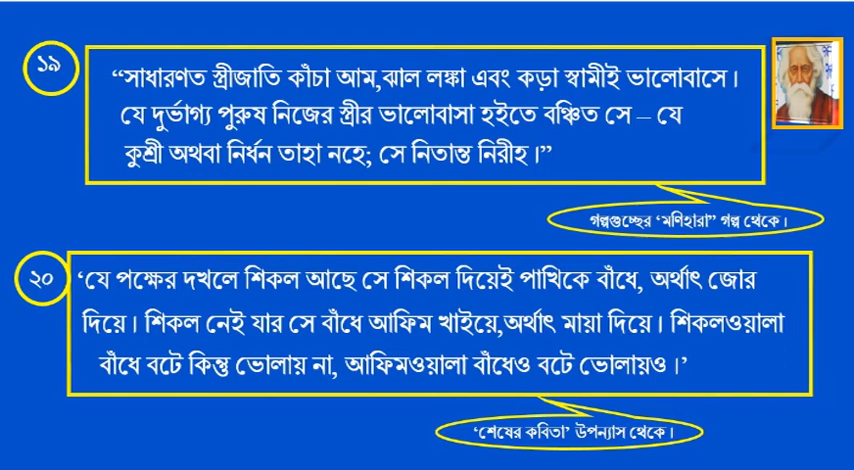 ১৯
“সাধারণত স্ত্রীজাতি কাঁচা আম,ঝাল লঙ্কা এবং কড়া স্বামীই ভালোবাসে।
যে দুর্ভাগ্য পুরুষ নিজের স্ত্রীর ভালোবাসা হইতে বঞ্চিত সে – যে
কুশ্রী অথবা নির্ধন তাহা নহে; সে নিতান্ত নিরীহ।”
গল্পগুচ্ছের ‘মণিহারা” গল্প থেকে।
২০
‘যে পক্ষের দখলে শিকল আছে সে শিকল দিয়েই পাখিকে বাঁধে, অর্থাৎ জোর
দিয়ে। শিকল নেই যার সে বাঁধে আফিম খাইয়ে,অর্থাৎ মায়া দিয়ে। শিকলওয়ালা
বাঁধে বটে কিন্তু ভোলায় না, আফিমওয়ালা বাঁধেও বটে ভোলায়ও।’
‘শেষের কবিতা’ উপন্যাস থেকে।